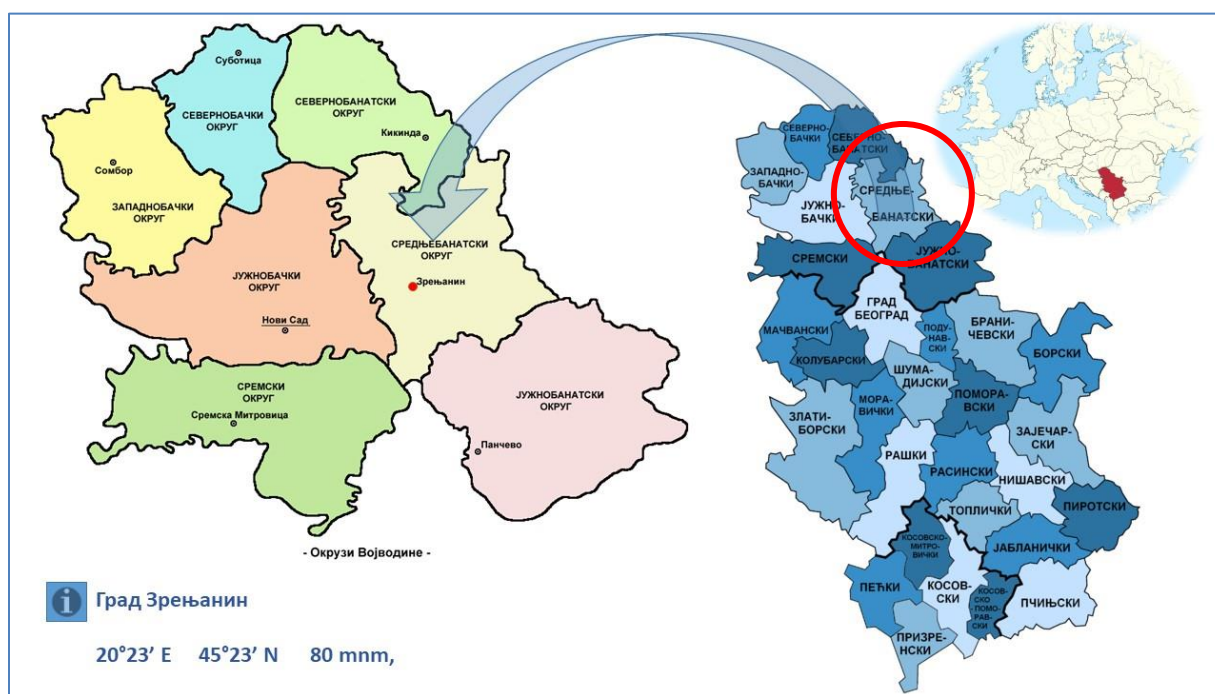 Суботица
СЕВЕРНОБАЧКИ
ОКРУГ
СЕВЕРНОБАНАТСКИ
ОКРУГ
Кикинда
Сомбор
ЗАПАДНОБАЧКИ
ОКРУГ
СРЕДЊЕБАНАТСКИ
ОКРУГ
Зрењанин
ЈУЖНОБАЧКИ
ОКРУГ
Нови Сад
СРЕМСКИ
ОКРУГ
Сремска Митровица
ЈУЖНОБАНАТСКИ
ОКРУГ
Панчево
- Окрузи Војводине -
СЕВЕРНО-
БАЧКИ
СЕВЕРНО-
БАНАТСКИ
ЗАПАДНО-
БАЧКИ
СРЕДЊЕ-
БАНАТСКИ
ЈУЖНО-
БАЧКИ
СРЕМСКИ
ЈУЖНО-
БАНАТСКИ
ГРАД
БЕОГРАД
МАЧВАНСКИ
КОЛУБАРСКИ
ПОДУ-
НАВ-
СКИ
БРАНИ-
ЧЕВСКИ
БОРСКИ
ШУМА-
ДИЈСКИ
ЗЛАТИ-
БОРСКИ
МОРА-
ВИЧКИ
ПОМОРА-
ВСКИ
ЗАЈЕЧАР-
СКИ
РАШКИ
РАСИНСКИ
НИШАВСКИ
ТОПЛИЧКИ
ПИРОТСКИ
КОСОВСКО-
МИТРО-
ВИЧКИ
ЈАБЛАНИЧКИ
ПЕЋКИ
КОСОВ-
СКИ
КОСОВ-
СКО
- ПОМО-
РАВ-
СКИ
ПЧИЊСКИ
ПРИЗРЕ-
НСКИ
i Град Зрењанин
20°23’ E 45°23’ N 80 mnm,